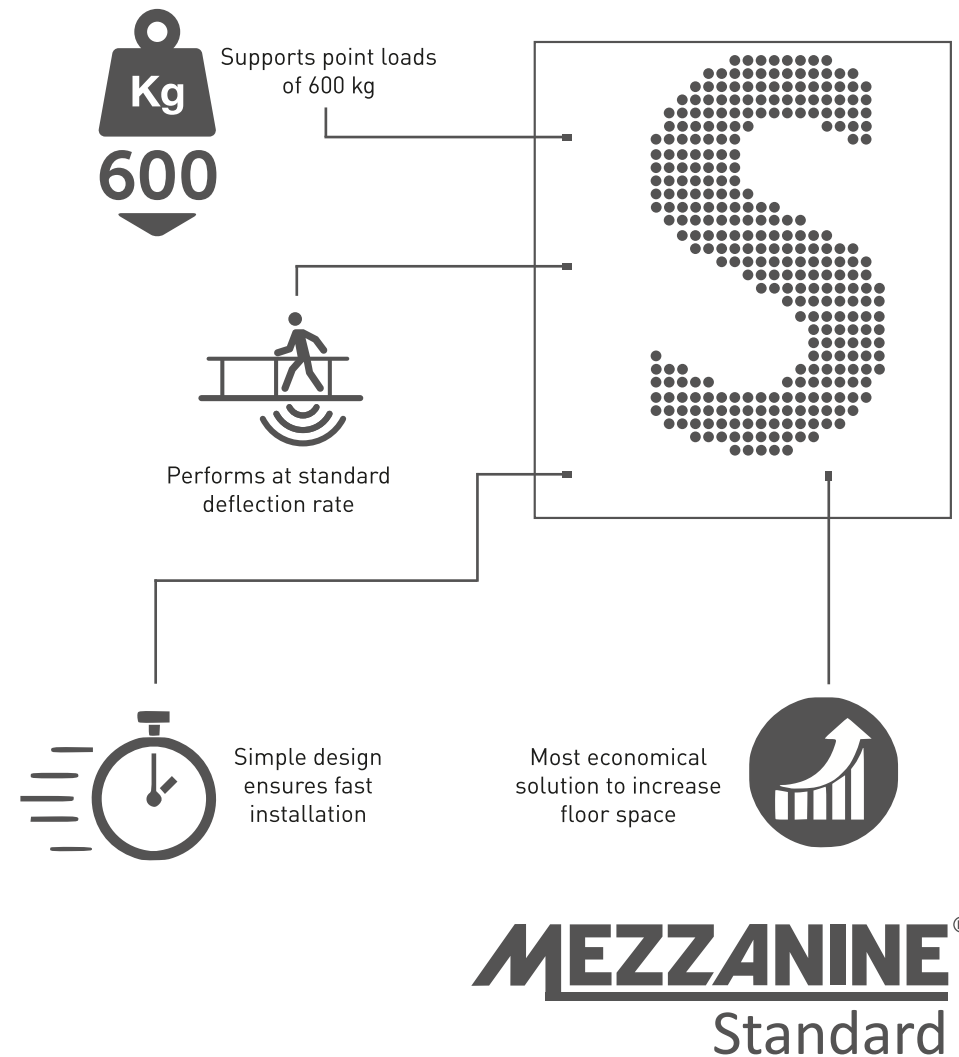 Kg
600
Supports point loads
of 600 kg
S
Performs at standard
deflection rate
Simple design
ensures fast
installation
Most economical
solution to increase
floor space
MEZZANINE®
Standard